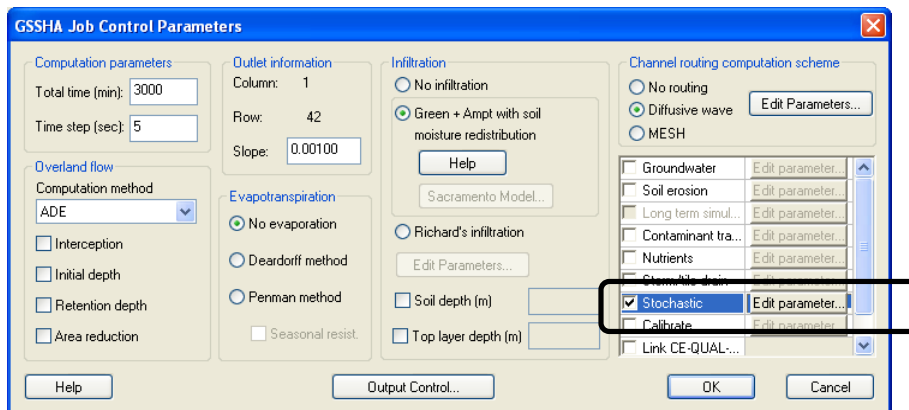 GSSHA Job Control Parameters
Computation parameters
Total time (min): 3000
Time step (sec): 5
Overland flow
Computation method
ADE
Interception
Initial depth
Retention depth
Area reduction
Outlet information
Column: 1
Row: 42
Slope: 0.00100
Evapotranspiration
No evaporation
Deardorff method
Penman method
Seasonal resist.
Infiltration
No infiltration
Green + Ampt with soil
moisture redistribution
Help
Sacramento Model...
Richard's infiltration
Edit Parameters...
Soil depth (m)
Top layer depth (m)
Channel routing computation scheme
No routing
Diffusive wave
Edit Parameters...
MESH
Groundwater Edit parameter...
Soil erosion Edit parameter...
Long term simul... Edit parameter...
Contaminant tra... Edit parameter...
Nutrients Edit parameter...
Storm/tile drain Edit parameter...
Stochastic Edit parameter...
Calibrate Edit parameter...
Link CE-QUAL-...
Help
Output Control...
OK
Cancel